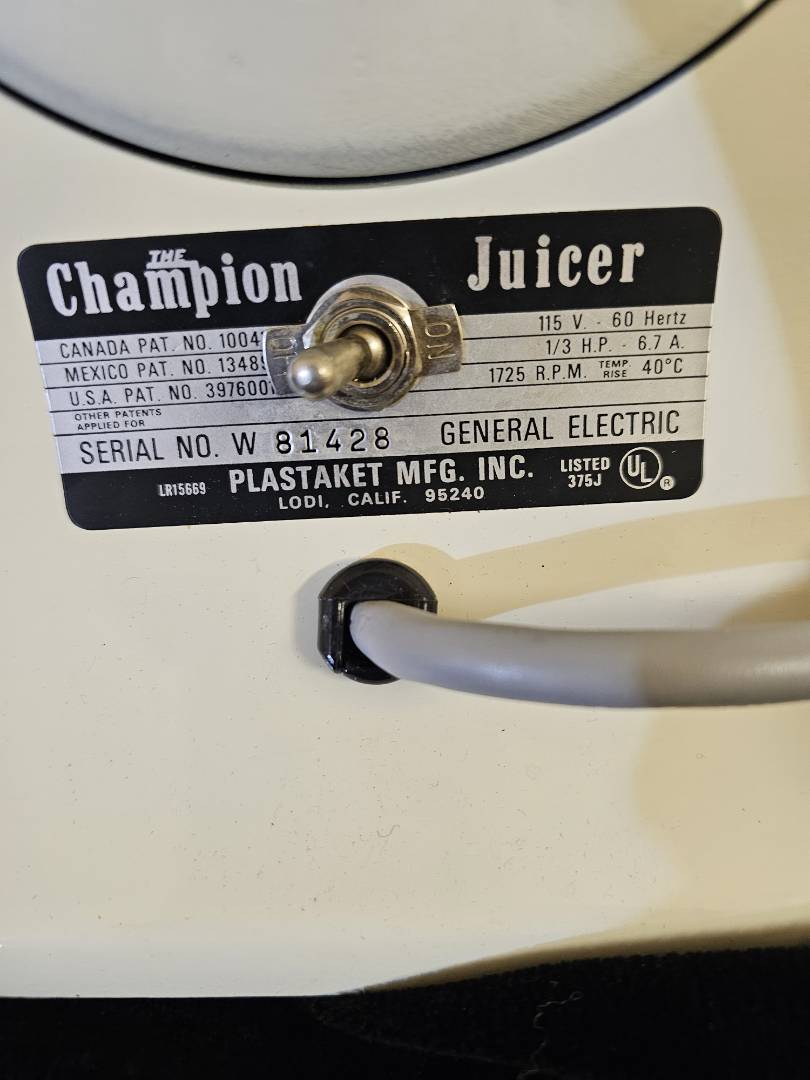 THE
Champion Juicer
CANADA PAT. NO. 1004
115 V. - 60 Hertz
MEXICO PAT. NO. 1348
1/3 H.P. - 6.7 A.
U.S.A. PAT. NO. 3976001
1725 R.P.M. TEMP. RISE 40°C
OTHER PATENTS
APPLIED FOR
ON
SERIAL NO. W 81428 GENERAL ELECTRIC
LR15669 PLASTAKET MFG. INC. LISTED 375J UL ®
LODI, CALIF. 95240